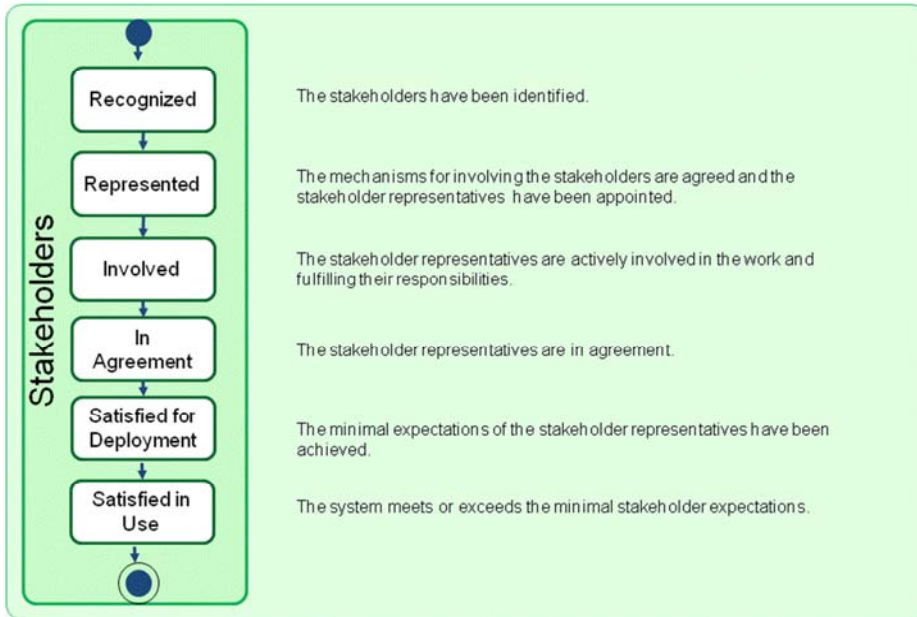 Stakeholders
Recognized
The stakeholders have been identified.
Represented
The mechanisms for involving the stakeholders are agreed and the
stakeholder representatives have been appointed.
Involved
The stakeholder representatives are actively involved in the work and
fulfilling their responsibilities.
In
Agreement
The stakeholder representatives are in agreement.
Satisfied for
Deployment
The minimal expectations of the stakeholder representatives have been
achieved.
Satisfied in
Use
The system meets or exceeds the minimal stakeholder expectations.